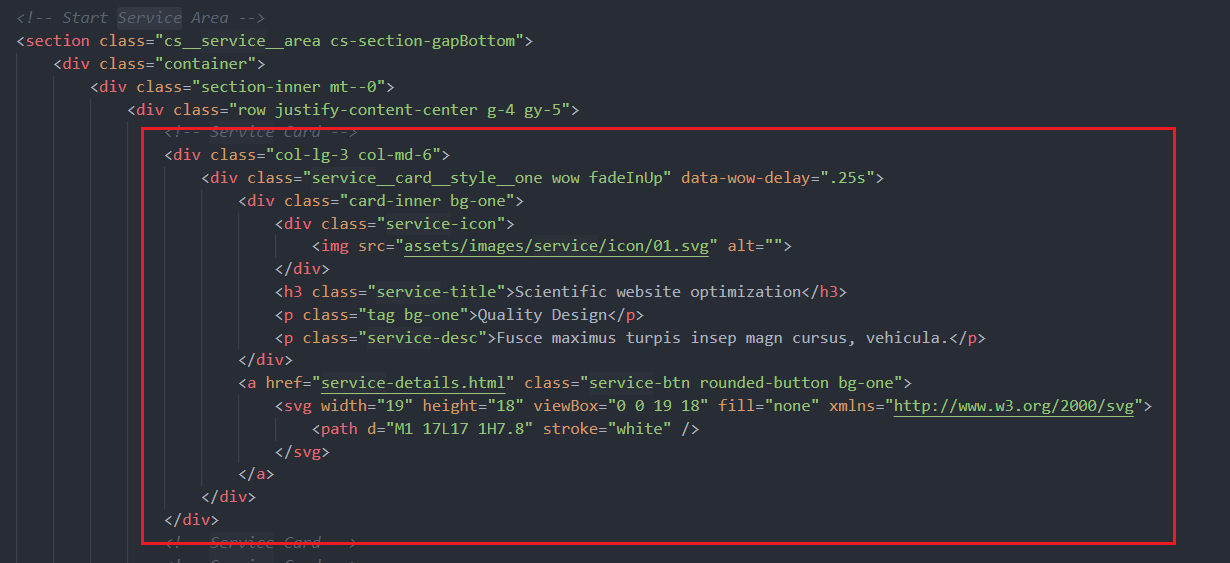 <!-- Start Service Area -->
<section class="cs__service__area cs-section-gapBottom">
<div class="container">
<div class="section-inner mt--0">
<div class="row justify-content-center g-4 gy-5">
<!-- Service Card -->
<div class="col-lg-3 col-md-6">
<div class="service__card__style__one wow fadeInUp" data-wow-delay=".25s">
<div class="card-inner bg-one">
<div class="service-icon">
<img src="assets/images/service/icon/01.svg" alt="">
</div>
<h3 class="service-title">Scientific website optimization</h3>
<p class="tag bg-one">Quality Design</p>
<p class="service-desc">Fusce maximus turpis insep magn cursus, vehicula.</p>
</div>
<a href="service-details.html" class="service-btn rounded-button bg-one">
<svg width="19" height="18" viewBox="0 0 19 18" fill="none" xmlns="http://www.w3.org/2000/svg">
<path d="M1 17L17 1H7.8" stroke="white" />
</svg>
</a>
</div>
</div>
<!-- Service Card -->